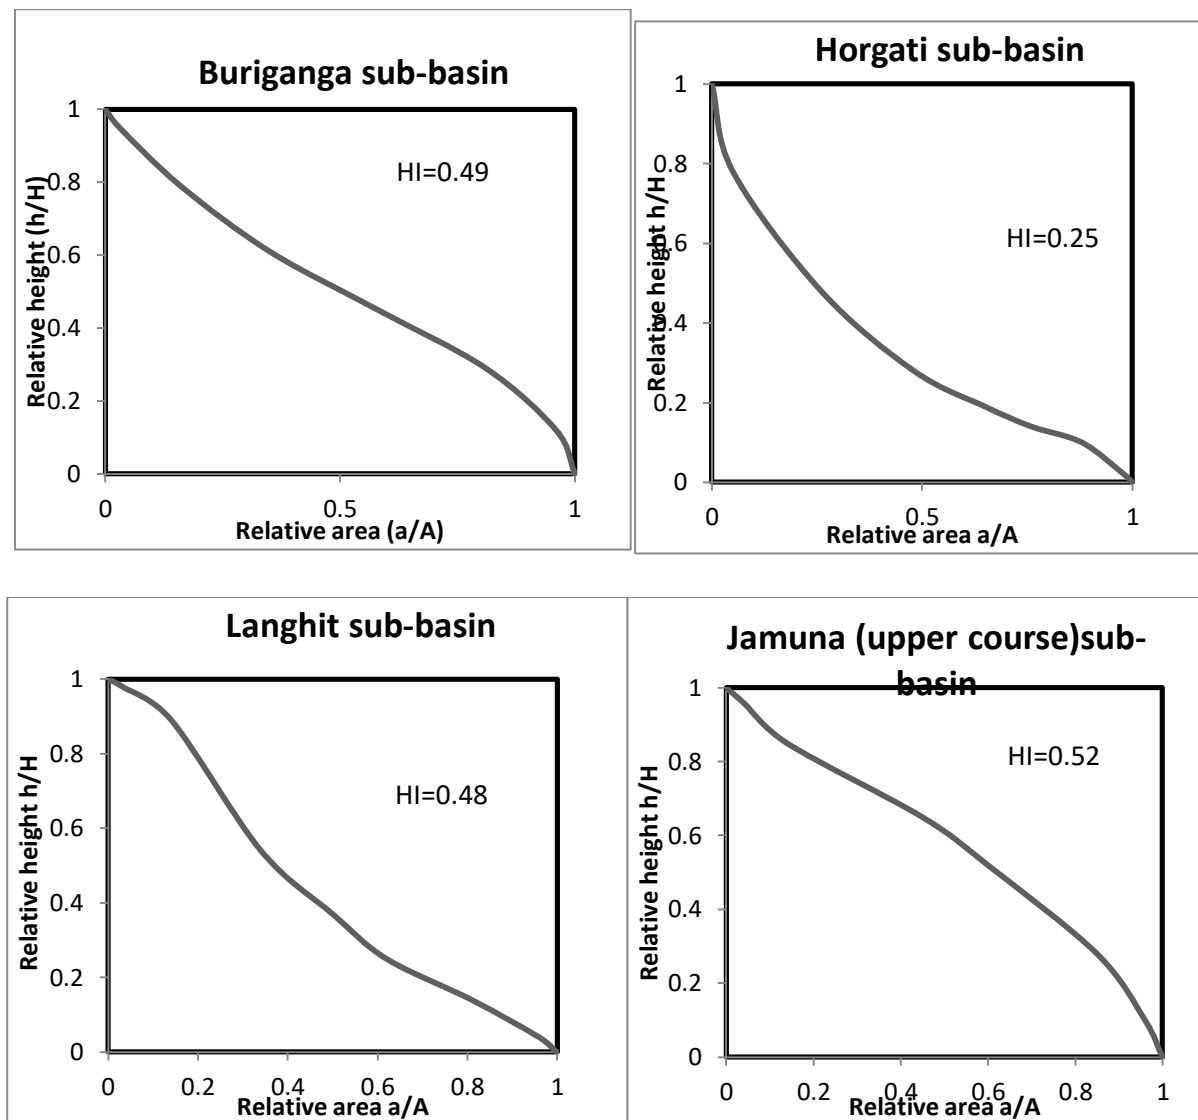 Buriganga sub-basin
HI=0.49
Relative height (h/H)
1
0.8
0.6
0.4
0.2
0
0
0.5
1
Relative area (a/A)
Horgati sub-basin
HI=0.25
Relative height h/H
1
0.8
0.6
0.4
0.2
0
0
0.5
1
Relative area a/A
Langhit sub-basin
HI=0.48
Relative height h/H
1
0.8
0.6
0.4
0.2
0
0
0.2
0.4
0.6
0.8
1
Relative area a/A
Jamuna (upper course)sub-
basin
HI=0.52
Relative height h/H
1
0.8
0.6
0.4
0.2
0
0
0.2
0.4
0.6
0.8
1
Relative area a/A